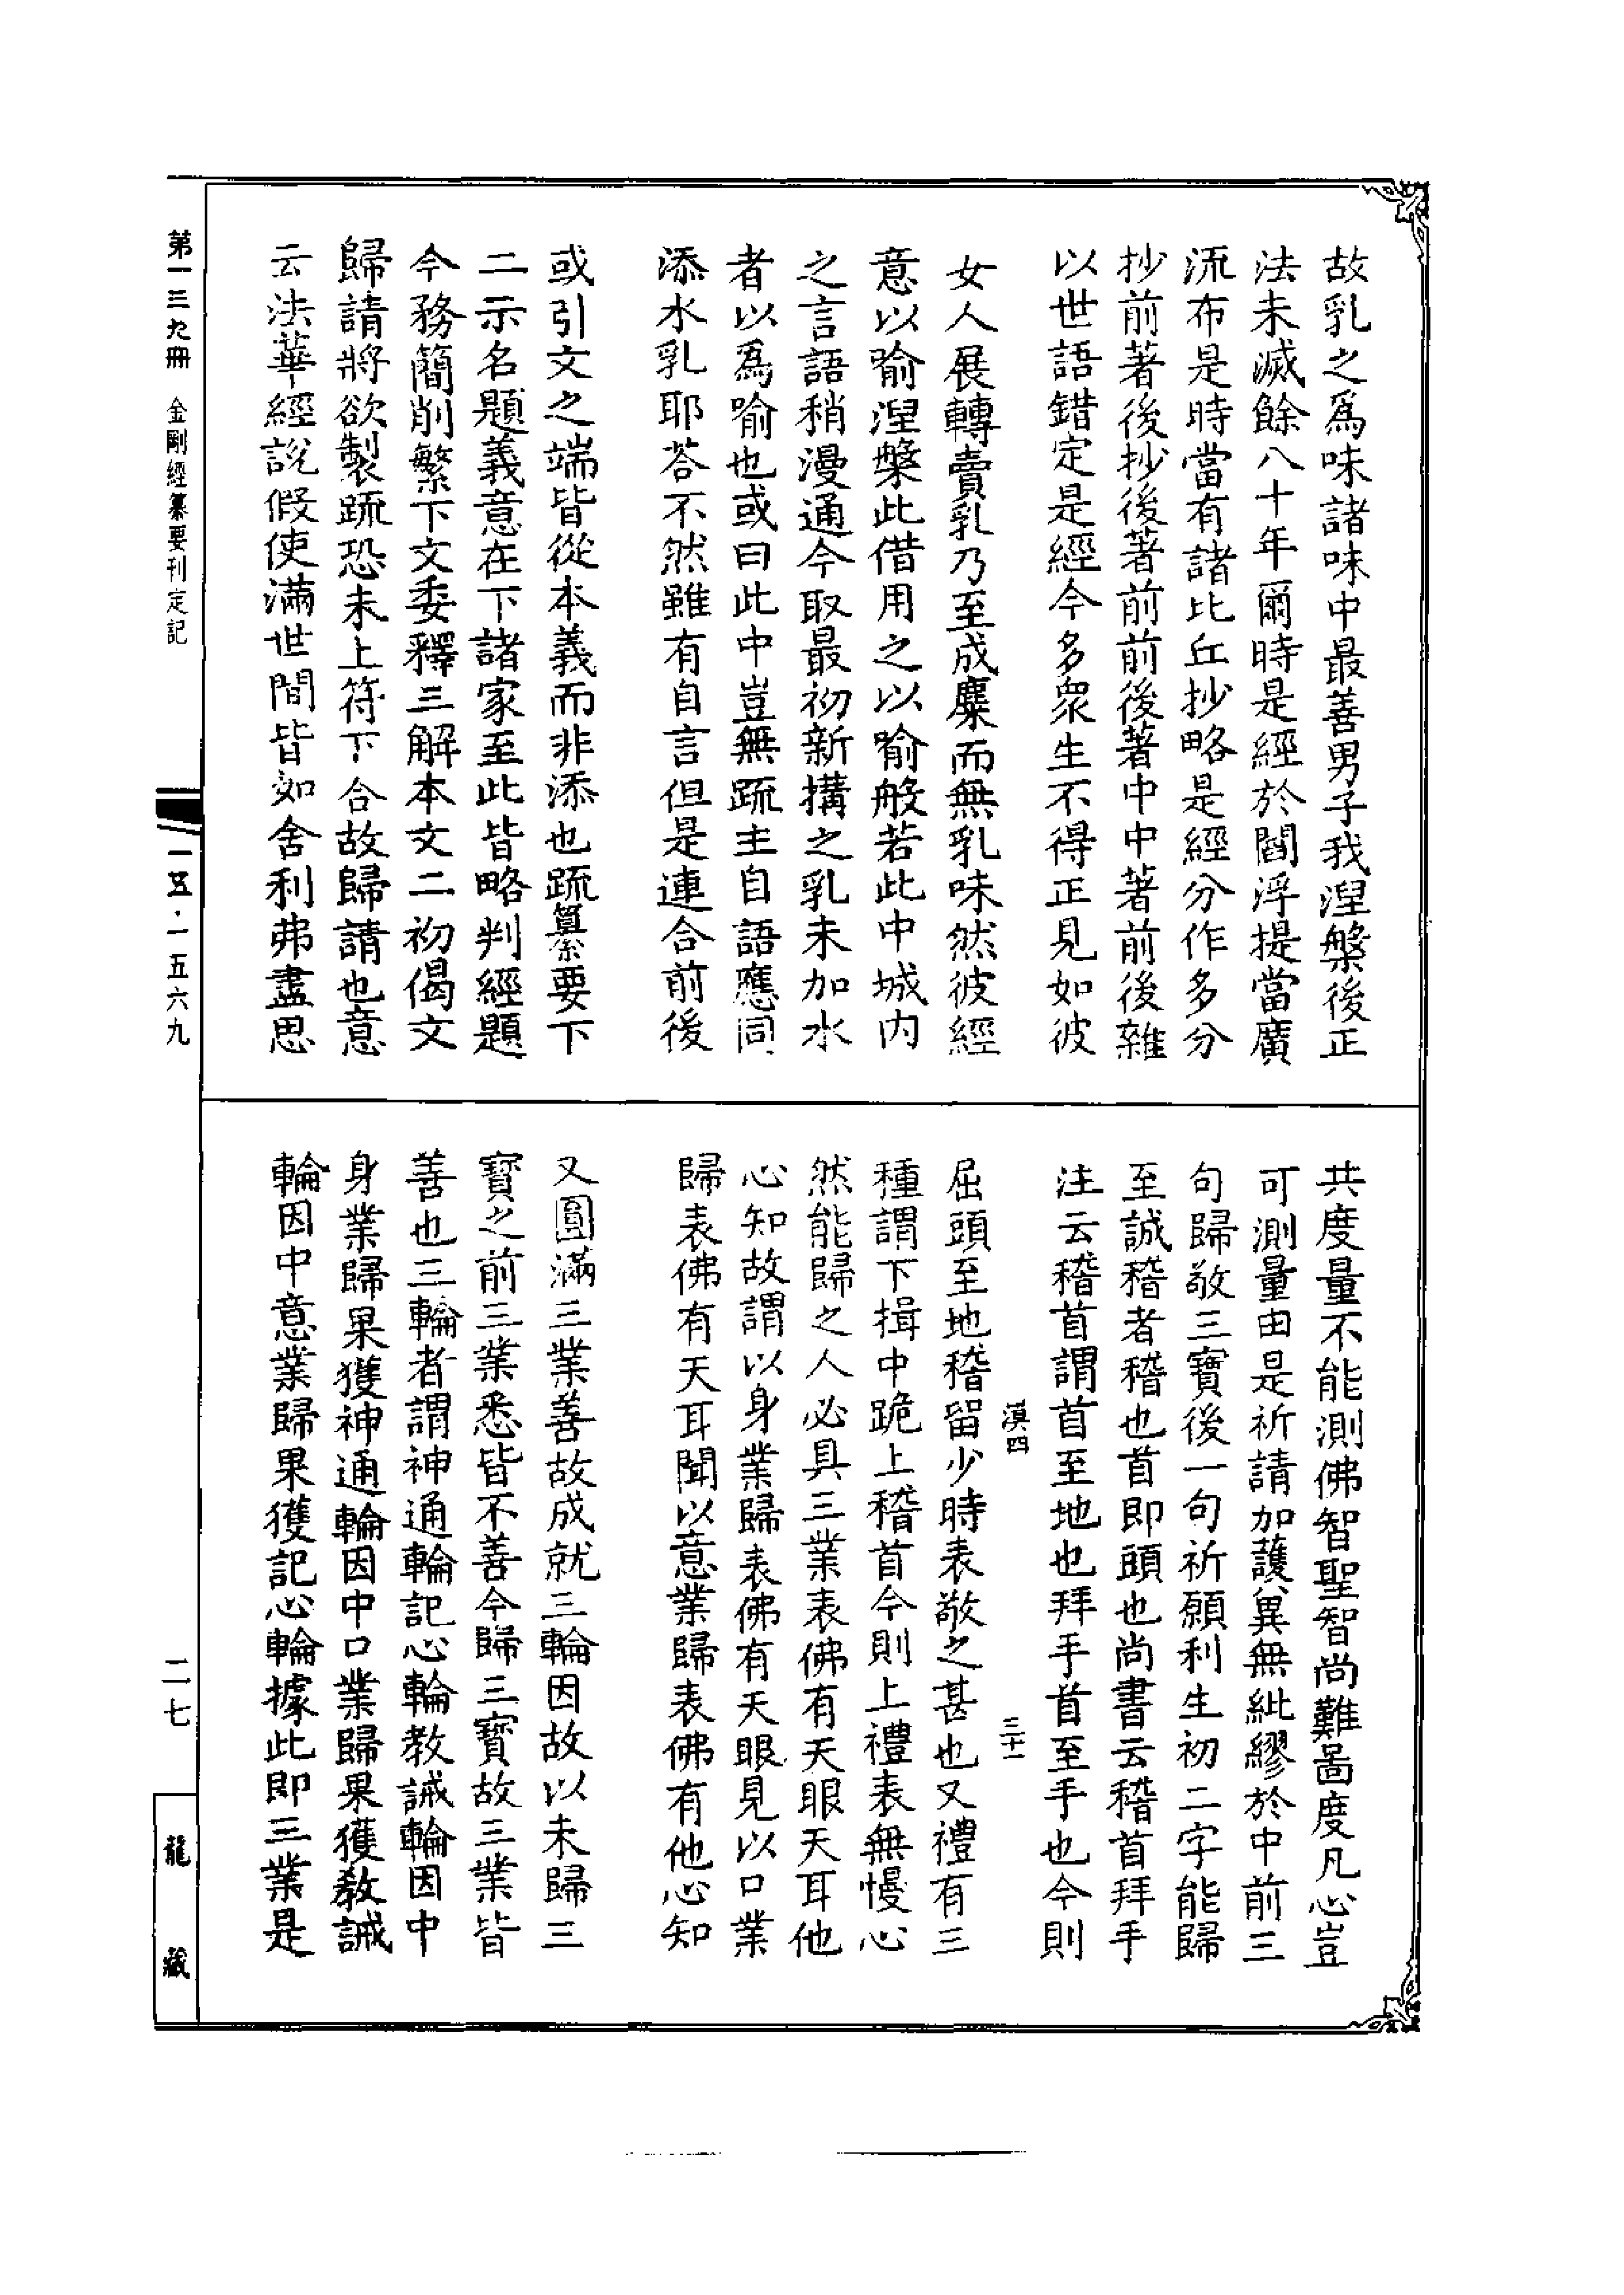 故乳之爲味諸味中最善男子我涅槃後正
法未滅餘八十年爾時是經於閻浮提當廣
流布是時當有諸比丘抄略是經分作多分
抄前著後抄後著前前後著中中著前後雜
以世語錯定是經令多衆生不得正見如彼
女人展轉賣乳乃至成糜而無乳味然彼經
意以喻涅槃此借用之以喻般若此中城內
之言語稍漫通今取最初新搆之乳未加水
者以爲喻也或曰此中豈無疏主自語應同
添水乳耶荅不然雖有自言但是連合前後
或引文之端皆從本義而非添也疏纂要下
二示名題義意在下諸家至此皆略判經題
今務簡削繁下文委釋三解本文二初偈文
歸請將欲製疏恐未上符下合故歸請也意
云法華經說假使滿世間皆如舍利弗盡思
共度量不能測佛智聖智尚難啚度凡心豈
可測量由是祈請加護兾無紕繆於中前三
句歸敬三寶後一句祈願利生初二字能歸
至誠稽者稽也首即頭也尚書云稽首拜手
注云稽首謂首至地也拜手首至手也今則
漠四
三十一
屈頭至地稽留少時表敬之甚也又禮有三
種謂下揖中跪上稽首今則上禮表無慢心
然能歸之人必具三業表佛有天眼天耳他
心知故謂以身業歸表佛有天眼見以口業
歸表佛有天耳聞以意業歸表佛有他心知
又圓滿三業善故成就三輪因故以未歸三
寶之前三業悉皆不善今歸三寶故三業皆
善也三輪者謂神通輪記心輪教誡輪因中
身業歸果獲神通輪因中口業歸果獲教誡
輪因中意業歸果獲記心輪據此即三業是
第一三九冊 金剛經纂要刊定記
一五五·一五六九
二七
龍藏